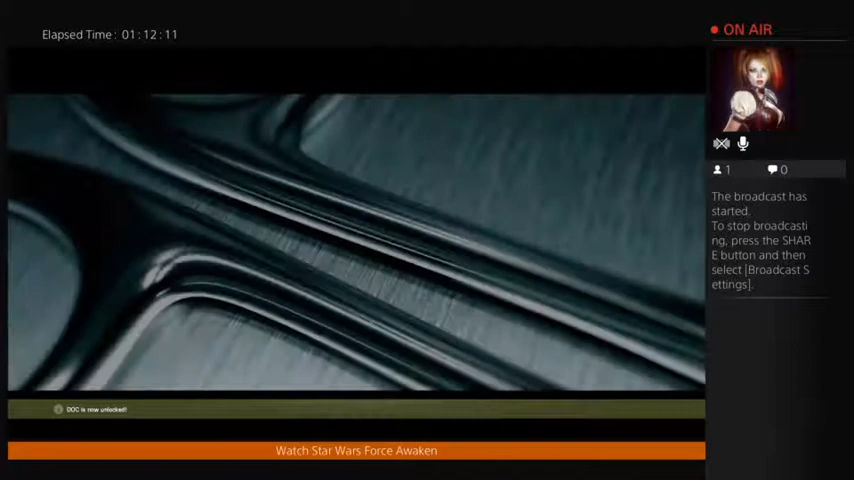 Elapsed Time : 01:12:11
ON AIR
1
0
The broadcast has
started.
To stop broadcasti
ng, press the SHAR
E button and then
select [Broadcast S
ettings].
DOC is now unlocked!
Watch Star Wars Force Awaken